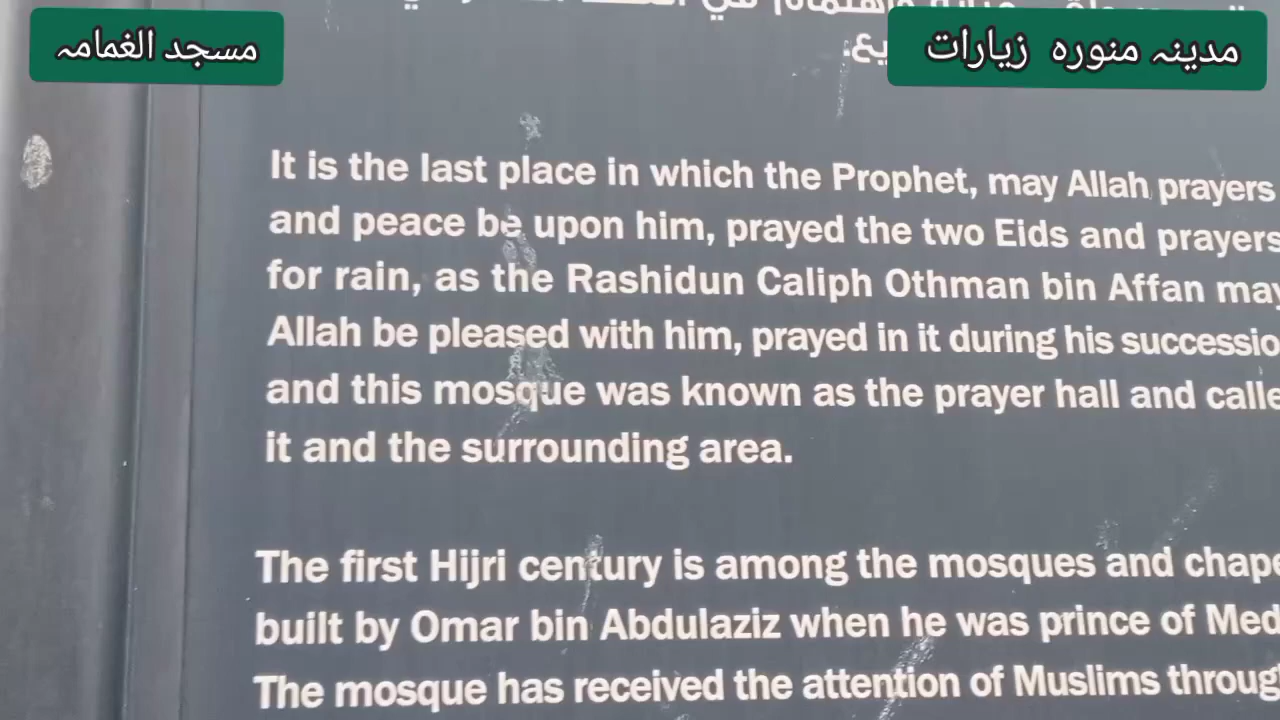 مسجد الغمامہ
مدینہ منورہ زیارات
It is the last place in which the Prophet, may Allah prayers
and peace be upon him, prayed the two Eids and prayers
for rain, as the Rashidun Caliph Othman bin Affan may
Allah be pleased with him, prayed in it during his successio
and this mosque was known as the prayer hall and calle
it and the surrounding area.
The first Hijri century is among the mosques and chape
built by Omar bin Abdulaziz when he was prince of Med
The mosque has received the attention of Muslims throug